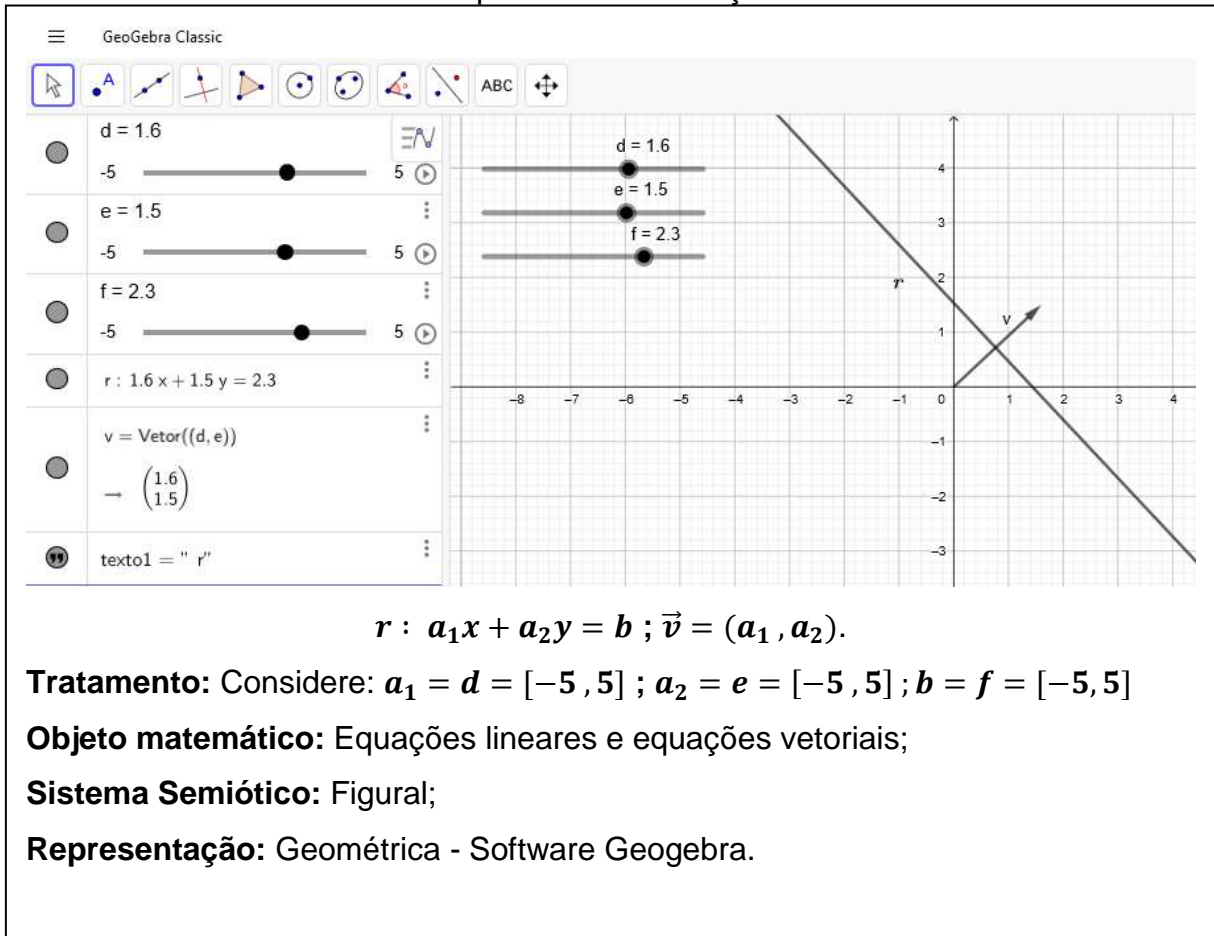 GeoGebra Classic
ABC
d = 1.6
-5 5
e = 1.5
-5 5
f = 2.3
-5 5
r : 1.6 x + 1.5 y = 2.3
v = Vetor((d, e))
→ (1.6
1.5)
texto1 = " r"
d = 1.6
e = 1.5
f = 2.3
r
v
4
3
2
1
–8 –7 –6 –5 –4 –3 –2 –1 0 1 2 3 4
–1
–2
–3
r : a₁x + a₂y = b ; v⃗ = (a₁ , a₂).
Tratamento: Considere: a₁ = d = [−5 , 5] ; a₂ = e = [−5 , 5] ; b = f = [−5, 5]
Objeto matemático: Equações lineares e equações vetoriais;
Sistema Semiótico: Figural;
Representação: Geométrica - Software Geogebra.